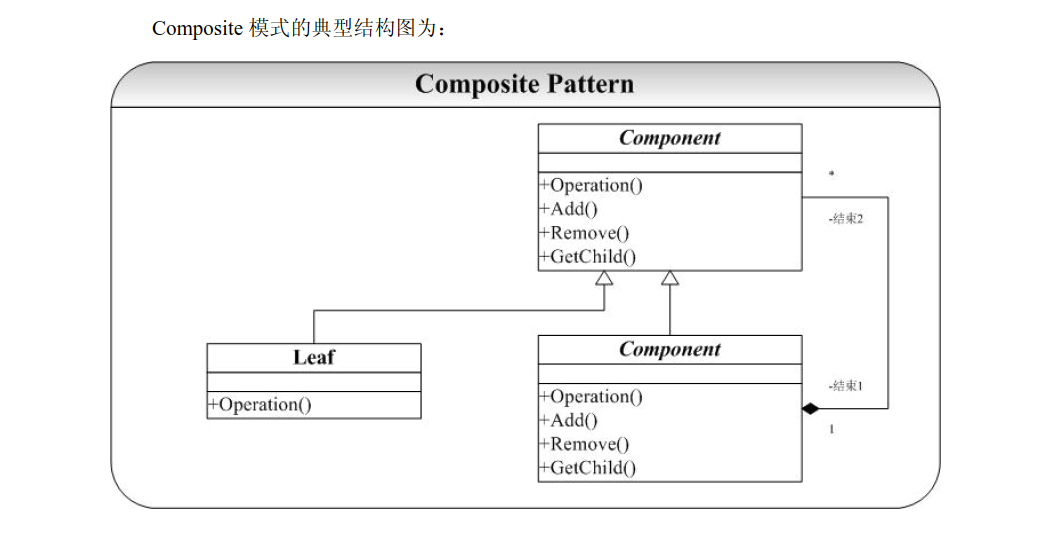 Composite 模式的典型结构图为：
Composite Pattern
Component
+Operation()
+Add()
+Remove()
+GetChild()
*
-结束2
Leaf
+Operation()
Component
+Operation()
+Add()
+Remove()
+GetChild()
-结束1
1